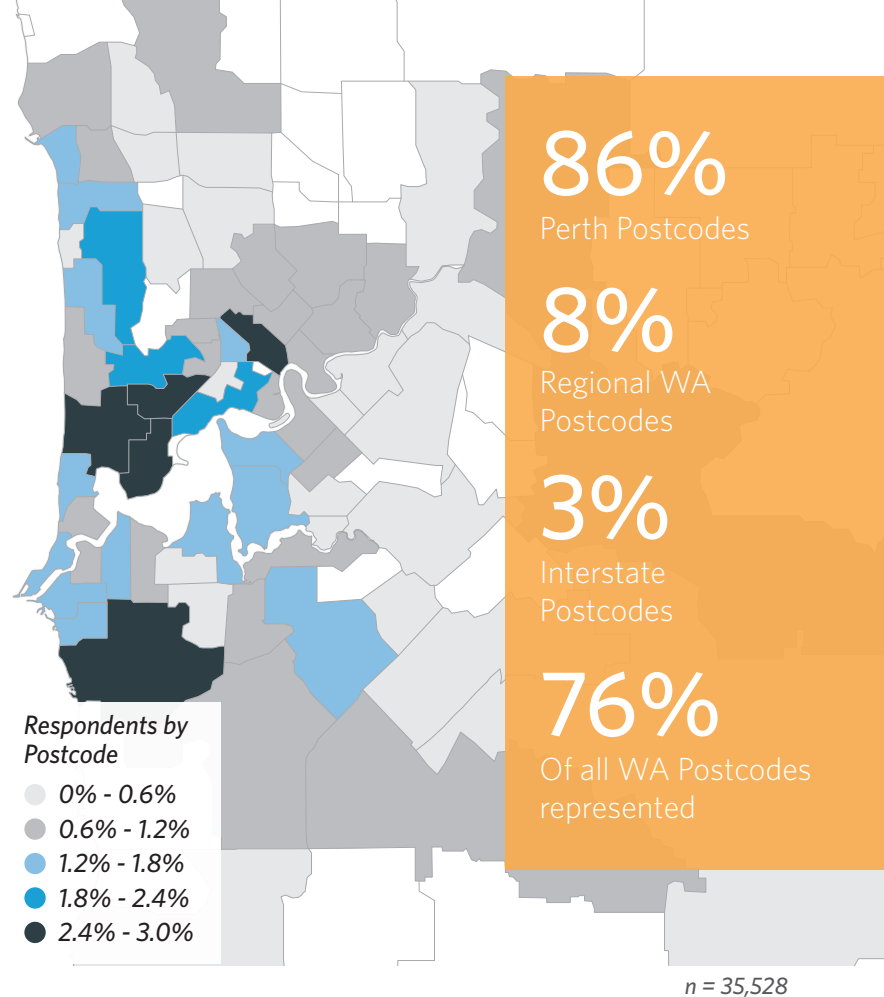 86%
Perth Postcodes
8%
Regional WA
Postcodes
3%
Interstate
Postcodes
76%
Of all WA Postcodes
represented
Respondents by
Postcode
0% - 0.6%
0.6% - 1.2%
1.2% - 1.8%
1.8% - 2.4%
2.4% - 3.0%
n = 35,528